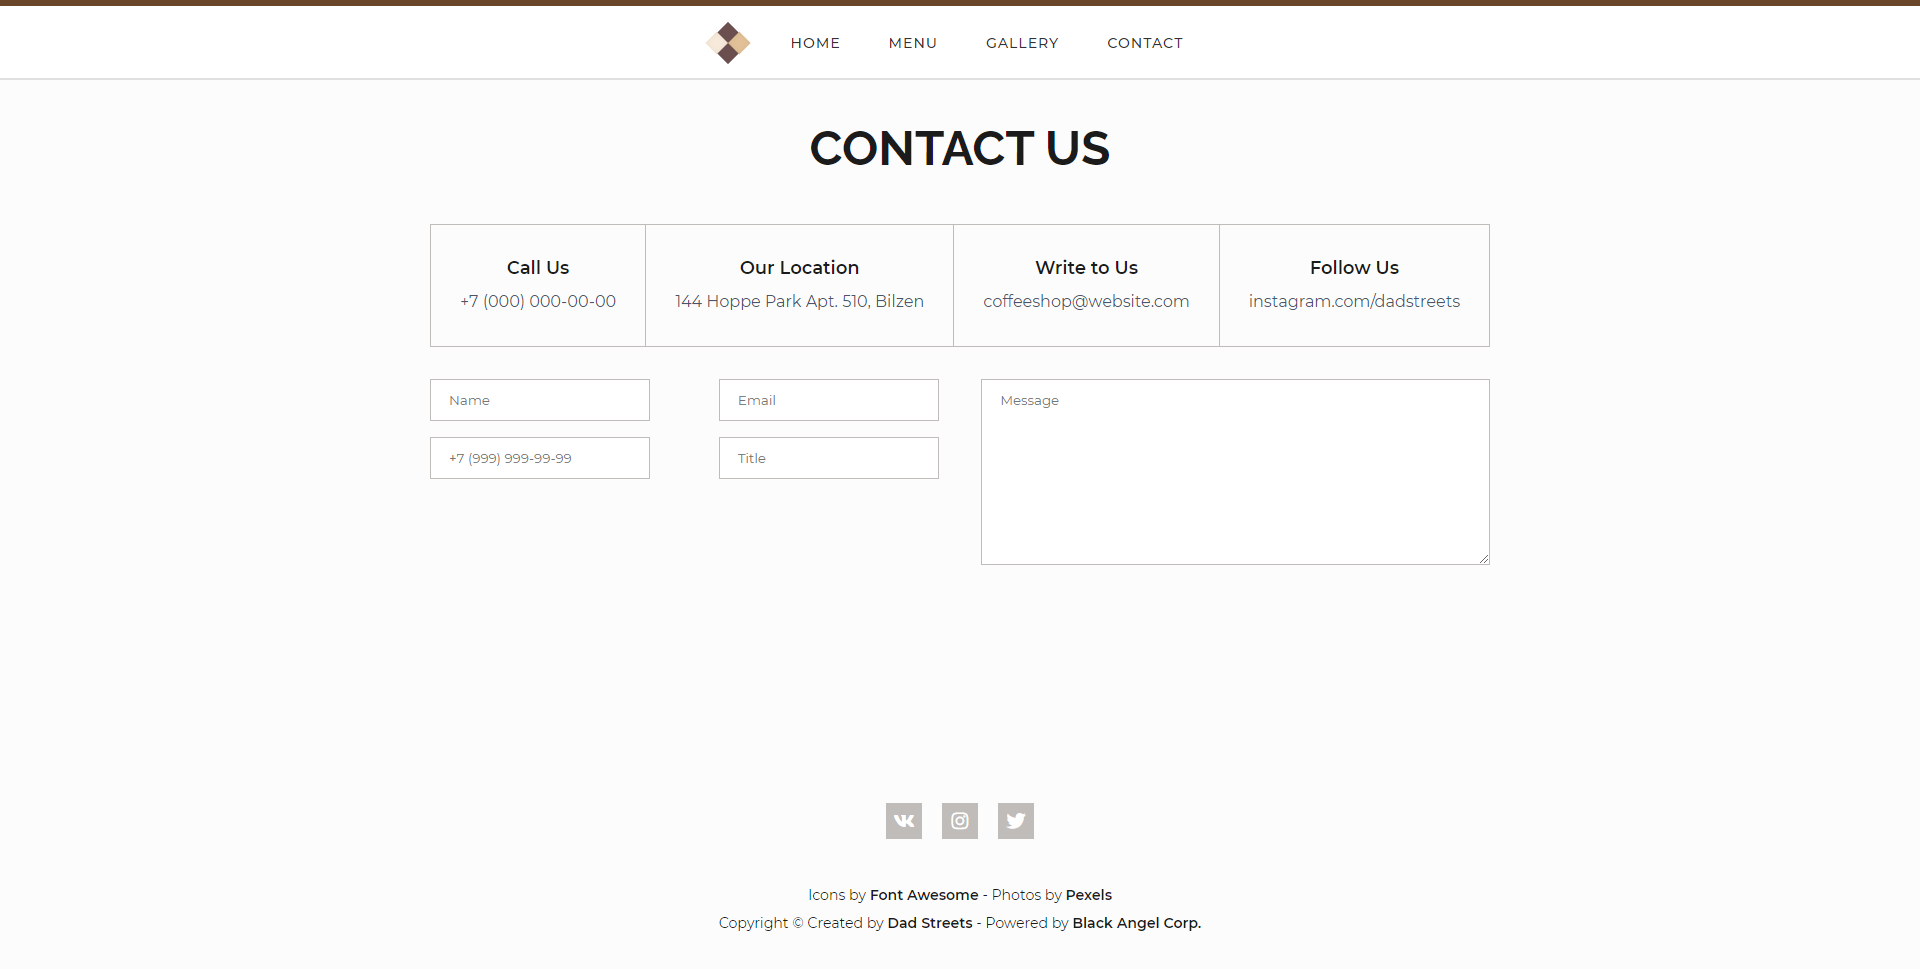 HOME MENU GALLERY CONTACT
CONTACT US
Call Us
+7 (000) 000-00-00
Our Location
144 Hoppe Park Apt. 510, Bilzen
Write to Us
coffeeshop@website.com
Follow Us
instagram.com/dadstreets
Name
Email
Message
+7 (999) 999-99-99
Title
Icons by Font Awesome - Photos by Pexels
Copyright © Created by Dad Streets - Powered by Black Angel Corp.